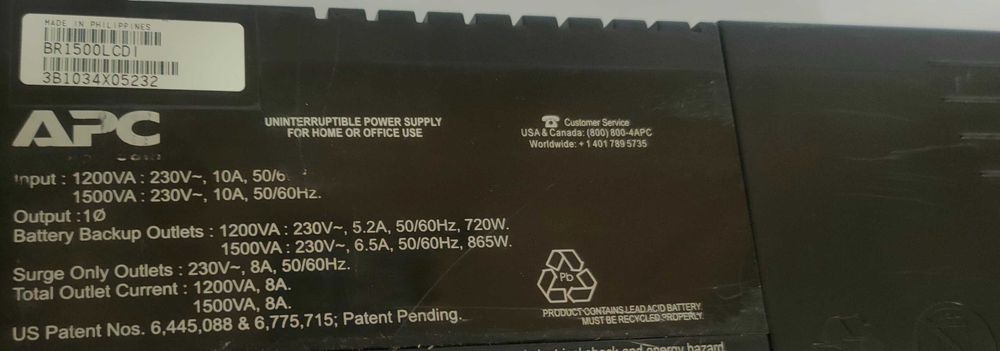 MADE IN PHILIPPINES
BR1500LCDI
3B1034X05232
APC
UNINTERRUPTIBLE POWER SUPPLY
FOR HOME OR OFFICE USE
Customer Service
USA & Canada: (800) 800-4APC
Worldwide: + 1 401 789 5735
Input : 1200VA : 230V~, 10A, 50/6
1500VA : 230V~, 10A, 50/60Hz.
Output : 1Ø
Battery Backup Outlets : 1200VA : 230V~, 5.2A, 50/60Hz, 720W.
1500VA : 230V~, 6.5A, 50/60Hz, 865W.
Surge Only Outlets : 230V~, 8A, 50/60Hz.
Total Outlet Current : 1200VA, 8A.
1500VA, 8A.
US Patent Nos. 6,445,088 & 6,775,715; Patent Pending.
Pb
PRODUCT CONTAINS LEAD ACID BATTERY.
MUST BE RECYCLED PROPERLY.
shock and energy hazard